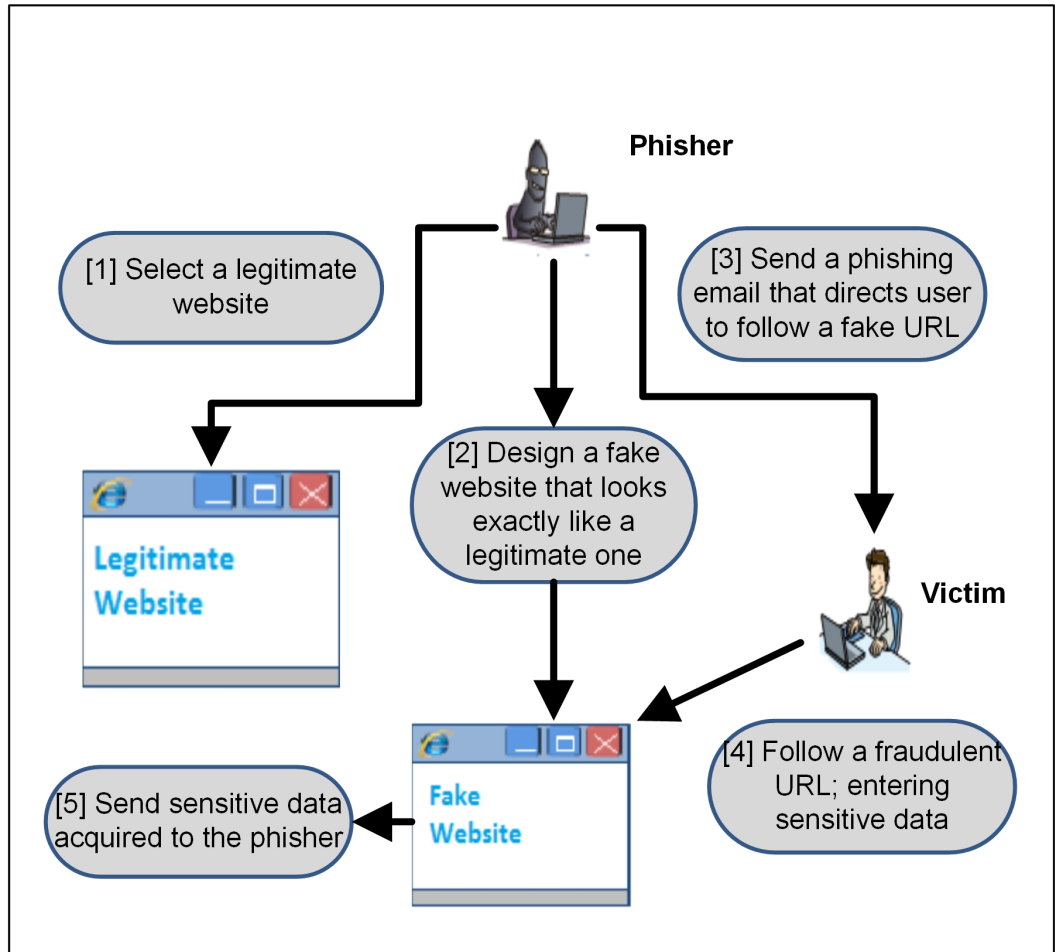 Phisher
[1] Select a legitimate
website
[3] Send a phishing
email that directs user
to follow a fake URL
[2] Design a fake
website that looks
exactly like a
legitimate one
Legitimate
Website
Victim
[4] Follow a fraudulent
URL; entering
sensitive data
Fake
Website
[5] Send sensitive data
acquired to the phisher